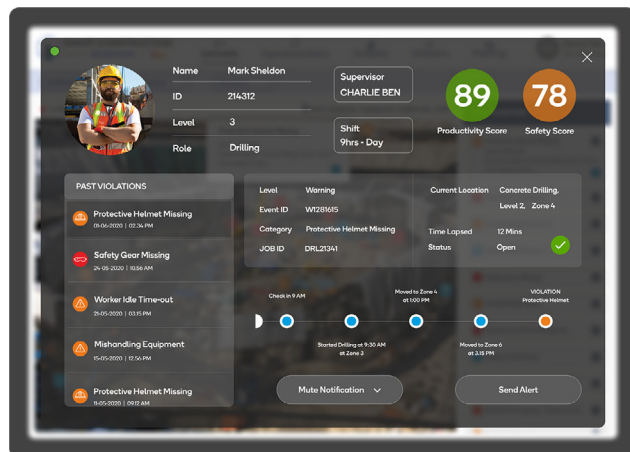 Name Mark Sheldon
ID 214312
Level 3
Role Drilling
Supervisor
CHARLIE BEN
Shift
9hrs - Day
89
Productivity Score
78
Safety Score
PAST VIOLATIONS
Protective Helmet Missing
01-06-2020 | 02.34 PM
Safety Gear Missing
24-05-2020 | 10.56 AM
Worker Idle Time-out
21-05-2020 | 03.15 PM
Mishandling Equipment
15-05-2020 | 12.56 PM
Protective Helmet Missing
11-05-2020 | 09.12 AM
Level Warning
Event ID W1281615
Category Protective Helmet Missing
JOB ID DRL21341
Current Location Concrete Drilling,
Level 2, Zone 4
Time Lapsed 12 Mins
Status Open
Check in 9 AM
Started Drilling at 9:30 AM
at Zone 3
Moved to Zone 4
at 1:00 PM
Moved to Zone 6
at 3.15 PM
VIOLATION
Protective Helmet
Mute Notification
Send Alert